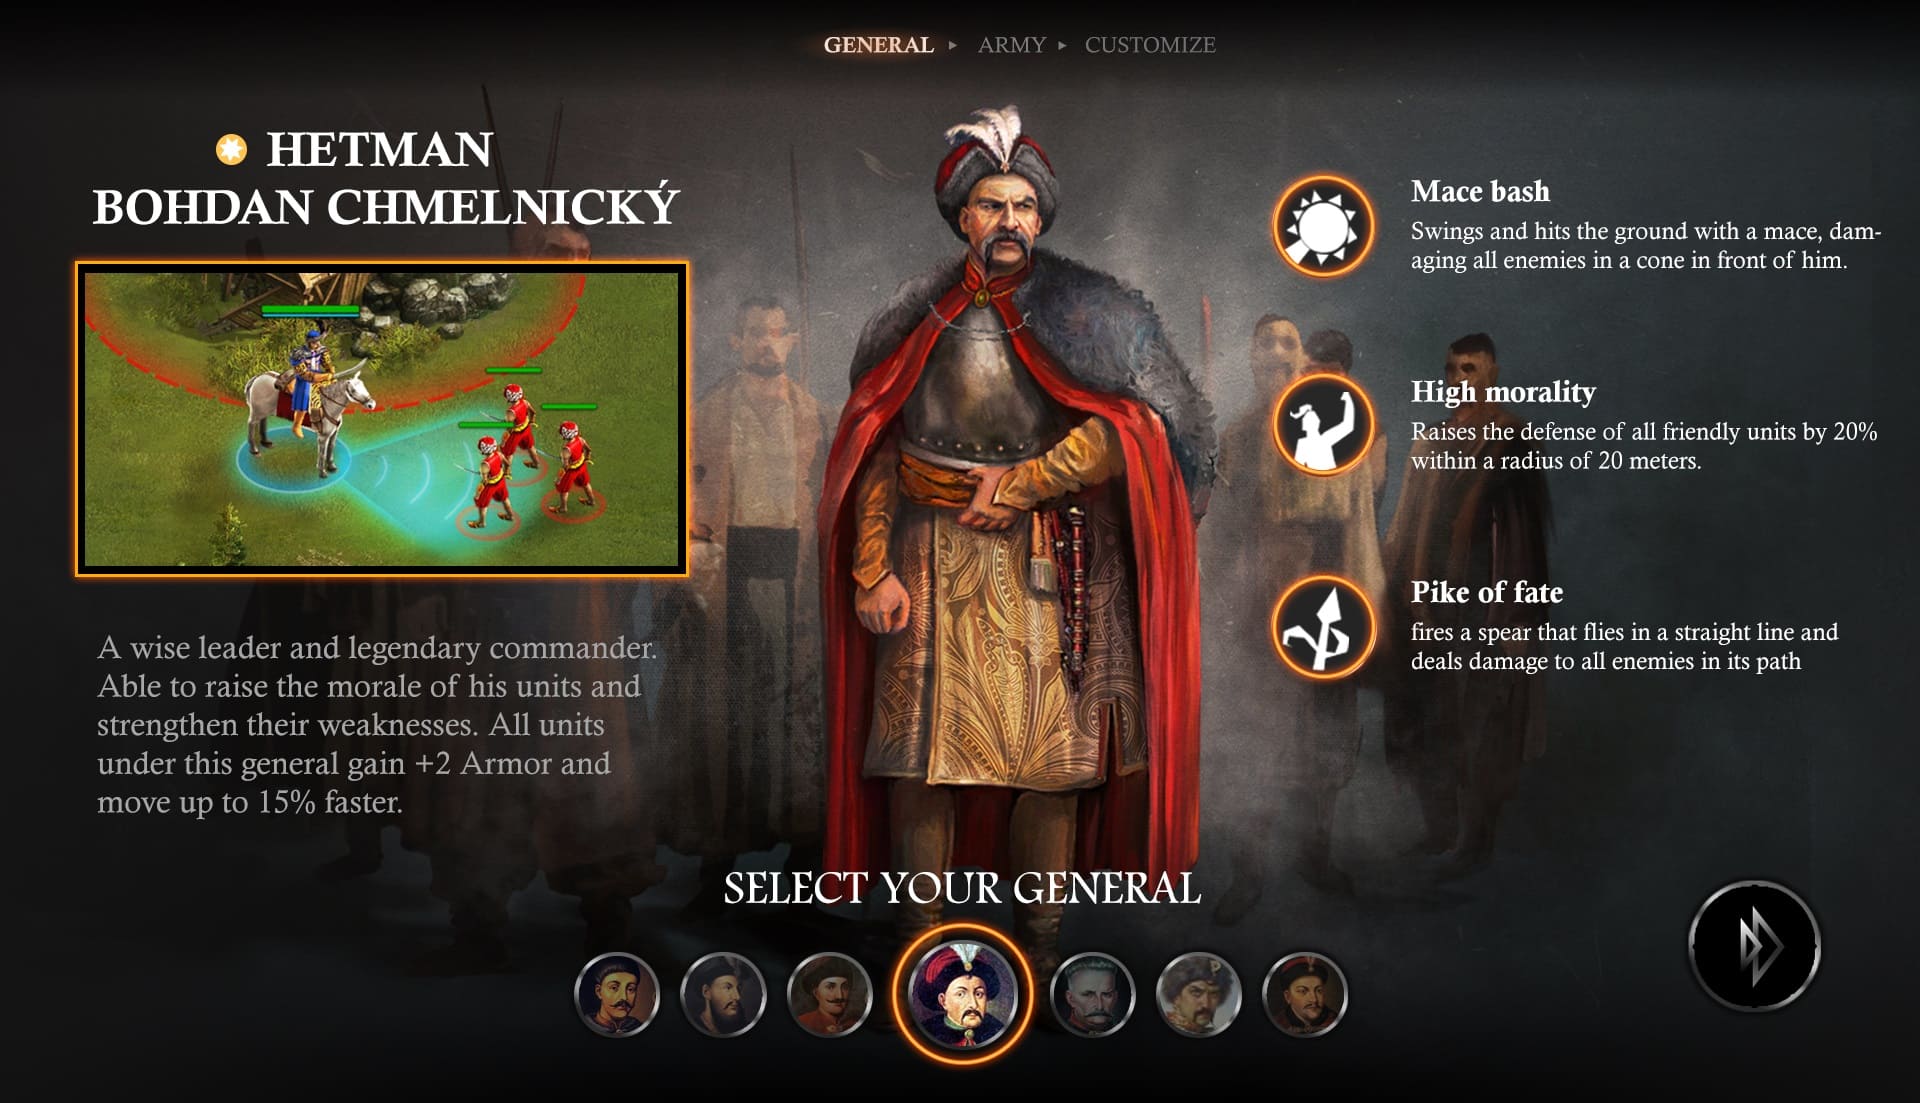 GENERAL ▸ ARMY ▸ CUSTOMIZE
HETMAN
BOHDAN CHMELNICKÝ
A wise leader and legendary commander.
Able to raise the morale of his units and
strengthen their weaknesses. All units
under this general gain +2 Armor and
move up to 15% faster.
Mace bash
Swings and hits the ground with a mace, dam-
aging all enemies in a cone in front of him.
High morality
Raises the defense of all friendly units by 20%
within a radius of 20 meters.
Pike of fate
fires a spear that flies in a straight line and
deals damage to all enemies in its path
SELECT YOUR GENERAL